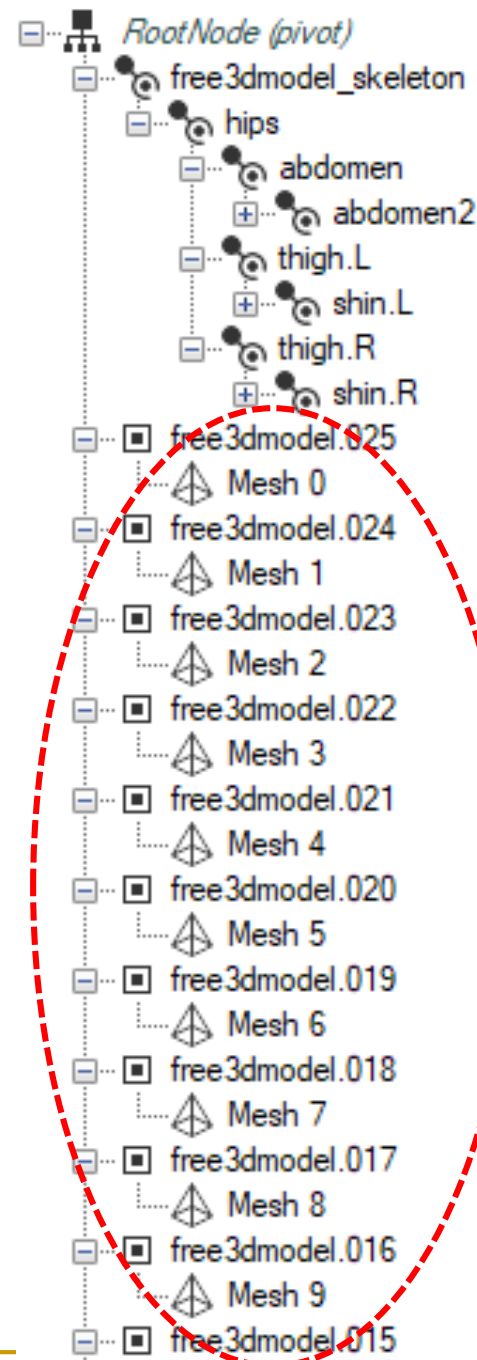 RootNode (pivot)
free3dmodel_skeleton
hips
abdomen
abdomen2
thigh.L
shin.L
thigh.R
shin.R
free3dmodel.025
Mesh 0
free3dmodel.024
Mesh 1
free3dmodel.023
Mesh 2
free3dmodel.022
Mesh 3
free3dmodel.021
Mesh 4
free3dmodel.020
Mesh 5
free3dmodel.019
Mesh 6
free3dmodel.018
Mesh 7
free3dmodel.017
Mesh 8
free3dmodel.016
Mesh 9
free3dmodel.015